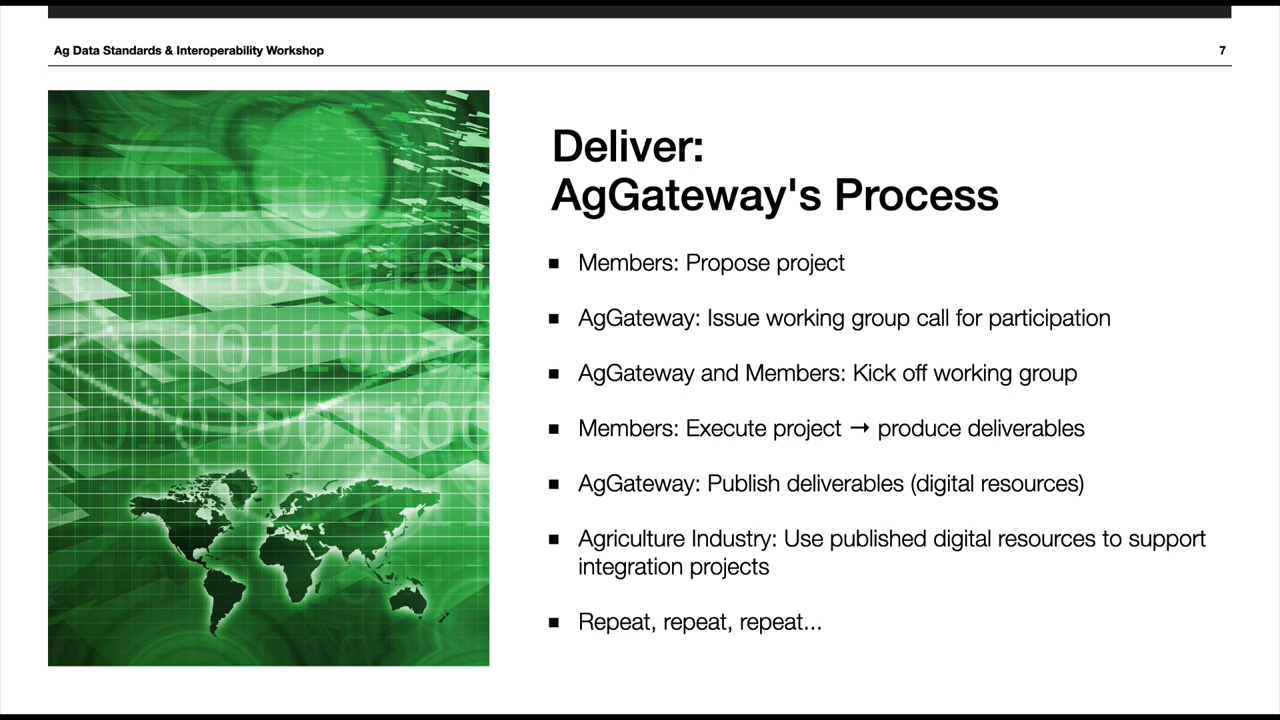 Ag Data Standards & Interoperability Workshop
7
Deliver:
AgGateway's Process
▪ Members: Propose project
▪ AgGateway: Issue working group call for participation
▪ AgGateway and Members: Kick off working group
▪ Members: Execute project → produce deliverables
▪ AgGateway: Publish deliverables (digital resources)
▪ Agriculture Industry: Use published digital resources to support
integration projects
▪ Repeat, repeat, repeat...